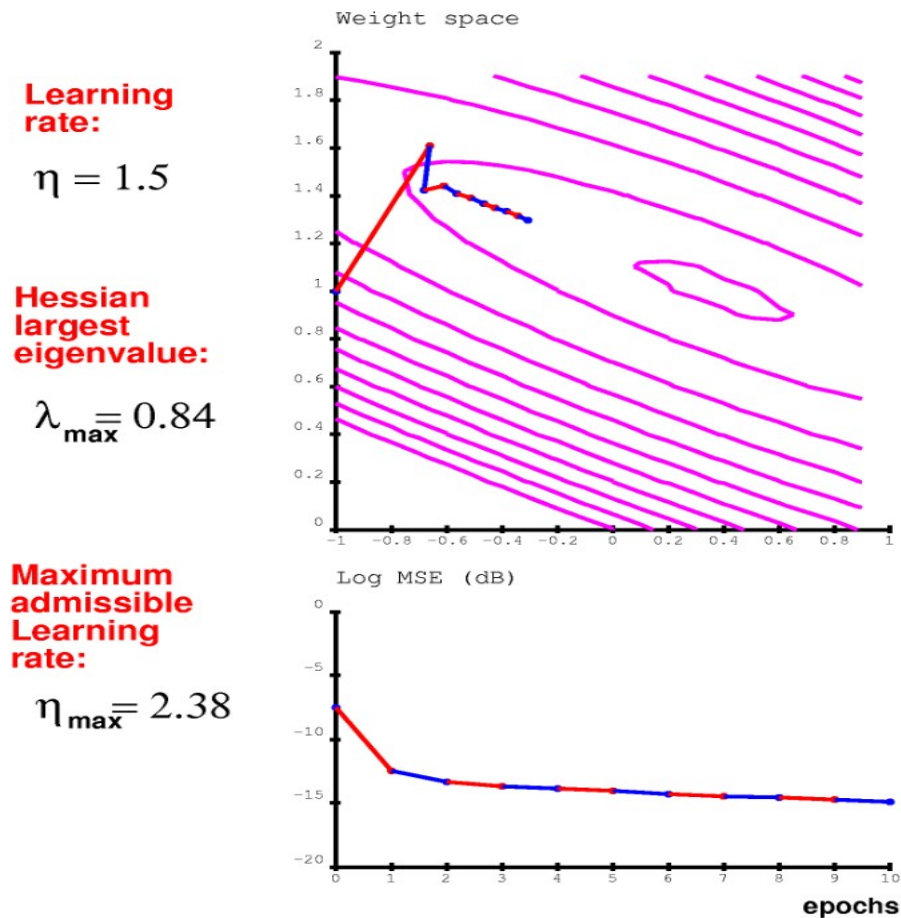 Weight space
Learning
rate:
η = 1.5
Hessian
largest
eigenvalue:
λmax = 0.84
Maximum
admissible
Learning
rate:
ηmax = 2.38
2
1.8
1.6
1.4
1.2
1
0.8
0.6
0.4
0.2
0
-1 -0.8 -0.6 -0.4 -0.2 0 0.2 0.4 0.6 0.8 1
Log MSE (dB)
0
-5
-10
-15
-20
0 1 2 3 4 5 6 7 8 9 10
epochs